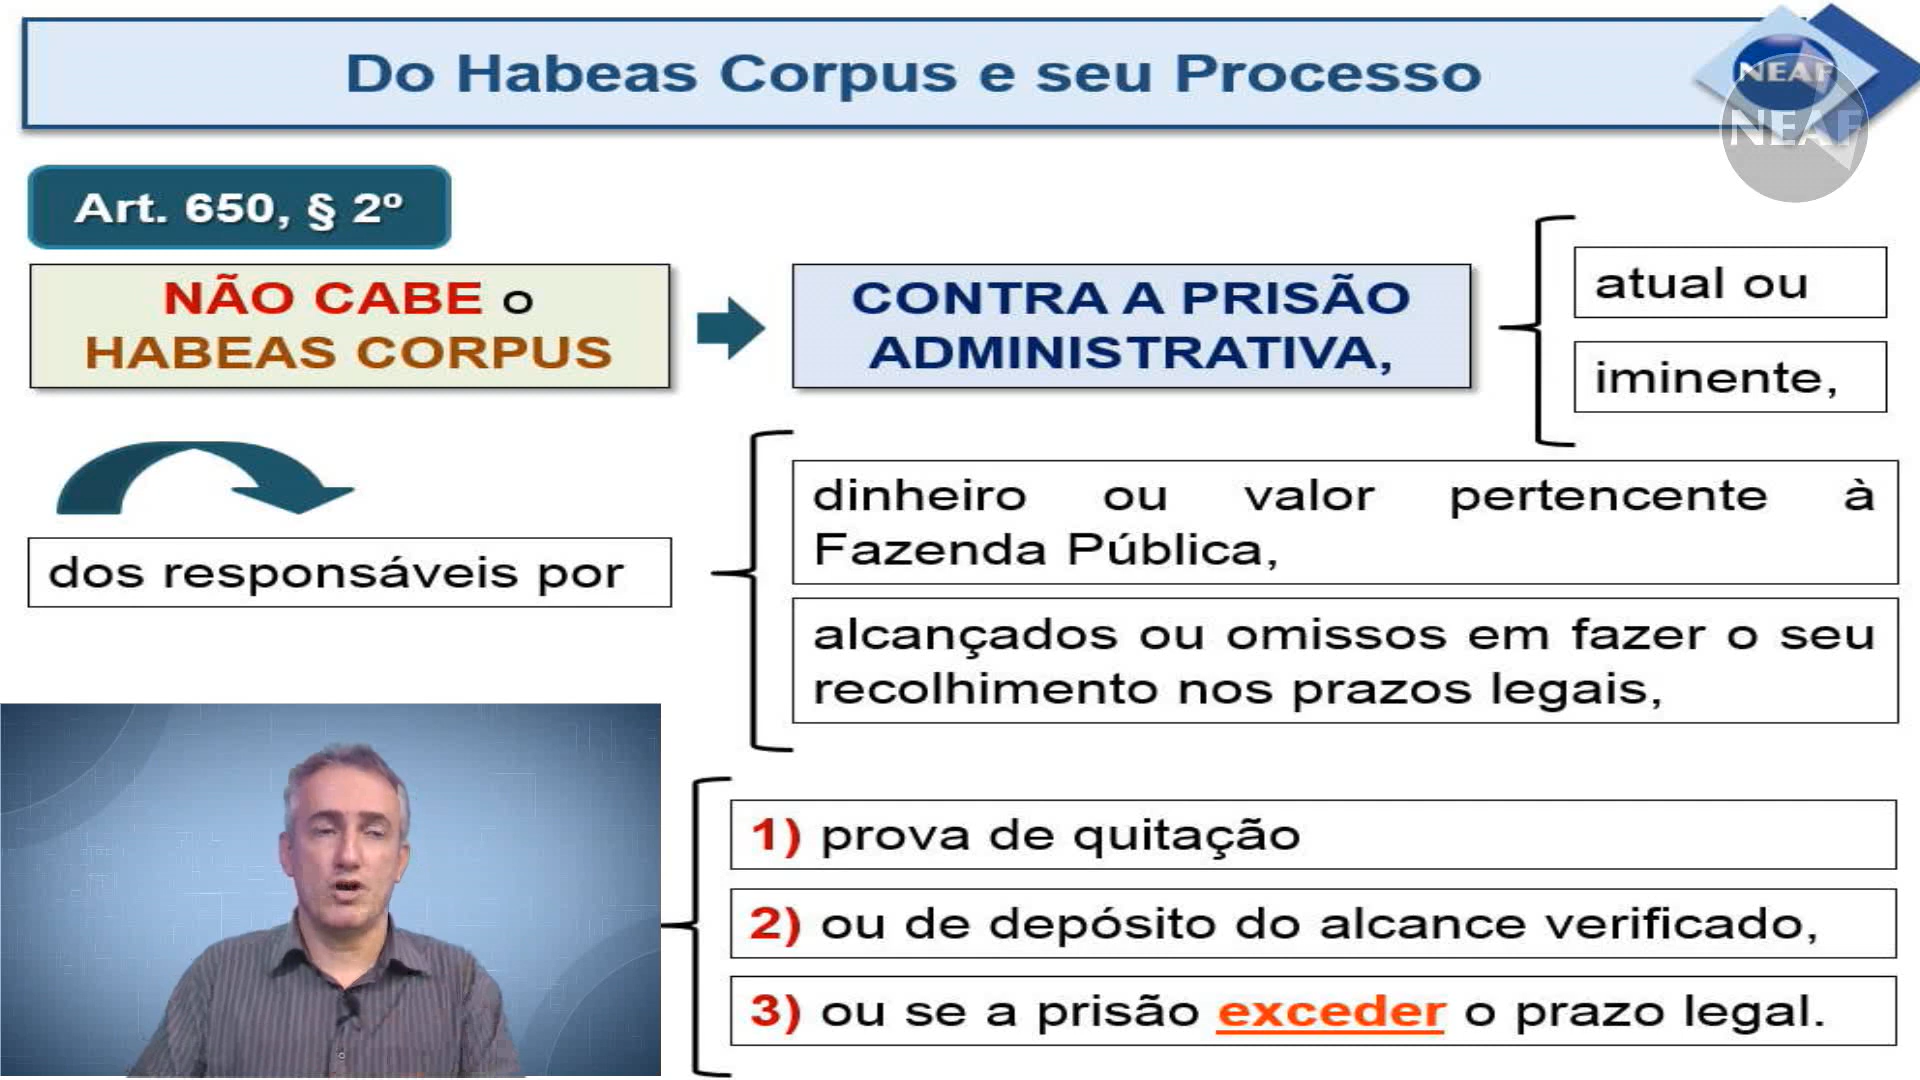 Do Habeas Corpus e seu Processo
NEAF
NEAF
Art. 650, § 2º
NÃO CABE o
HABEAS CORPUS
CONTRA A PRISÃO
ADMINISTRATIVA,
atual ou
iminente,
dos responsáveis por
dinheiro ou valor pertencente à
Fazenda Pública,
alcançados ou omissos em fazer o seu
recolhimento nos prazos legais,
1) prova de quitação
2) ou de depósito do alcance verificado,
3) ou se a prisão exceder o prazo legal.